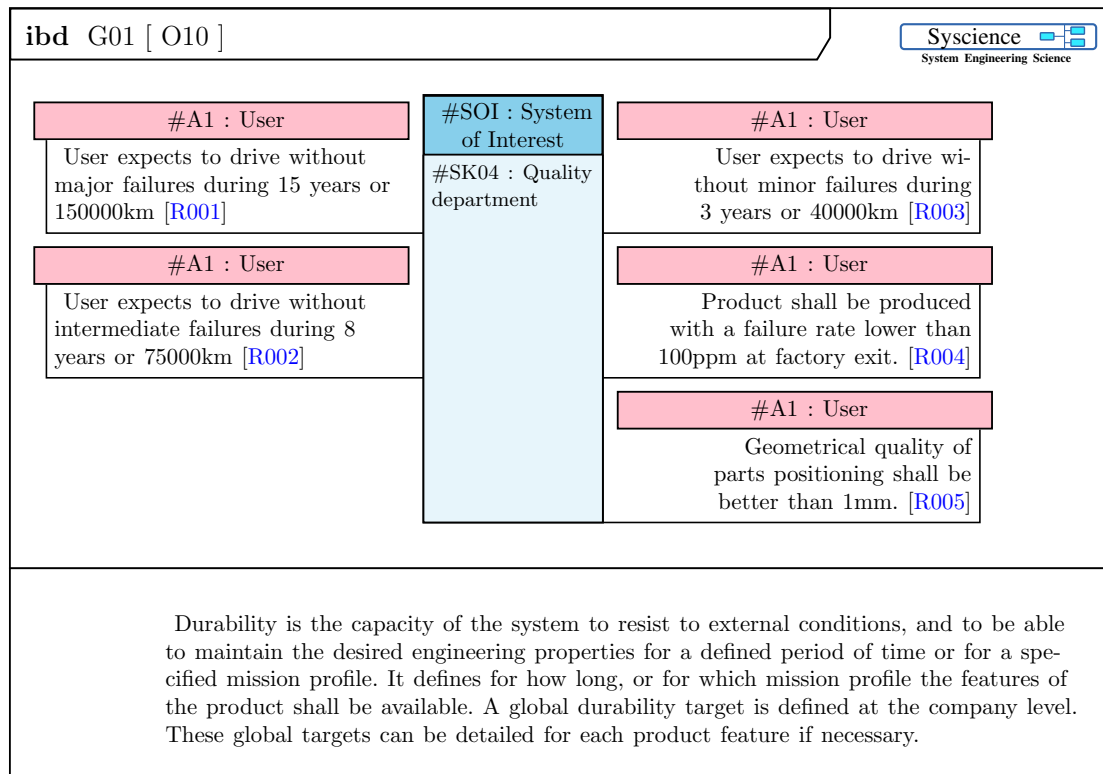 ibd G01 [ O10 ]
Syscience
System Engineering Science
#A1 : User
User expects to drive without
major failures during 15 years or
150000km [R001]
#A1 : User
User expects to drive without
intermediate failures during 8
years or 75000km [R002]
#SOI : System
of Interest
#SK04 : Quality
department
#A1 : User
User expects to drive wi-
thout minor failures during
3 years or 40000km [R003]
#A1 : User
Product shall be produced
with a failure rate lower than
100ppm at factory exit. [R004]
#A1 : User
Geometrical quality of
parts positioning shall be
better than 1mm. [R005]
Durability is the capacity of the system to resist to external conditions, and to be able
to maintain the desired engineering properties for a defined period of time or for a spe-
cified mission profile. It defines for how long, or for which mission profile the features of
the product shall be available. A global durability target is defined at the company level.
These global targets can be detailed for each product feature if necessary.